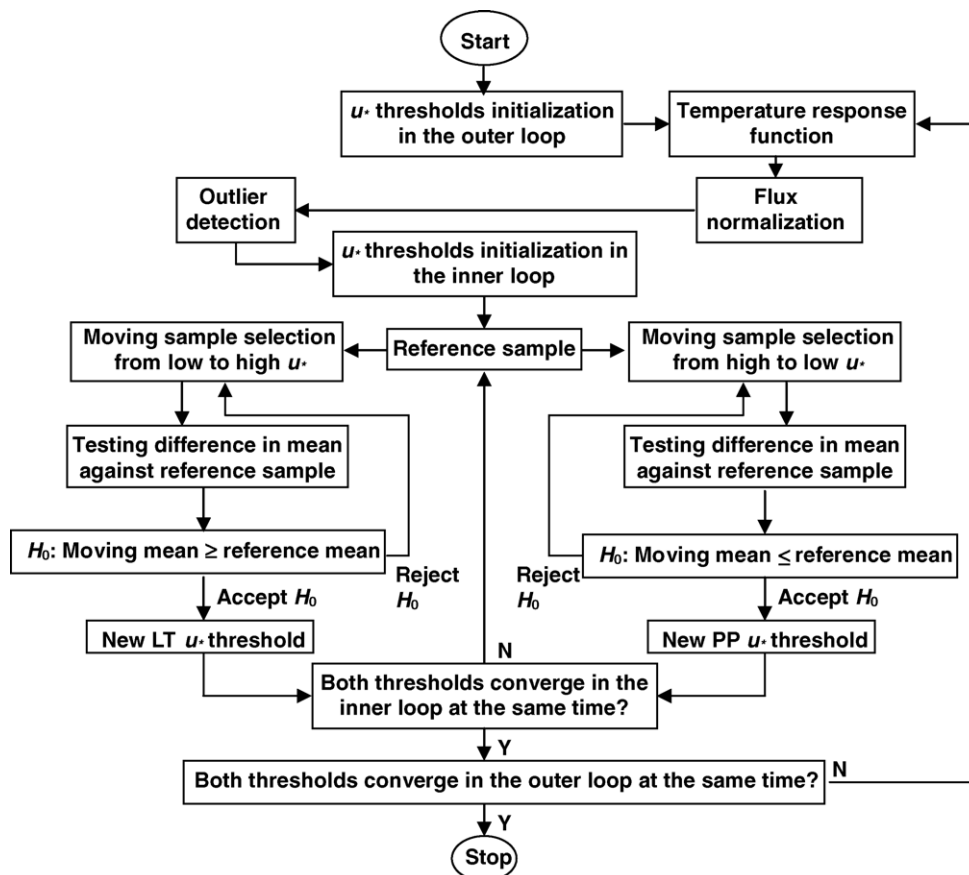 Start
u* thresholds initialization
in the outer loop
Temperature response
function
Outlier
detection
Flux
normalization
u* thresholds initialization in
the inner loop
Moving sample selection
from low to high u*
Reference sample
Moving sample selection
from high to low u*
Testing difference in mean
against reference sample
Testing difference in mean
against reference sample
H0: Moving mean ≥ reference mean
H0: Moving mean ≤ reference mean
Reject
H0
Reject
H0
Accept H0
Accept H0
New LT u* threshold
New PP u* threshold
N
Both thresholds converge in the
inner loop at the same time?
Y
Both thresholds converge in the outer loop at the same time?
N
Y
Stop